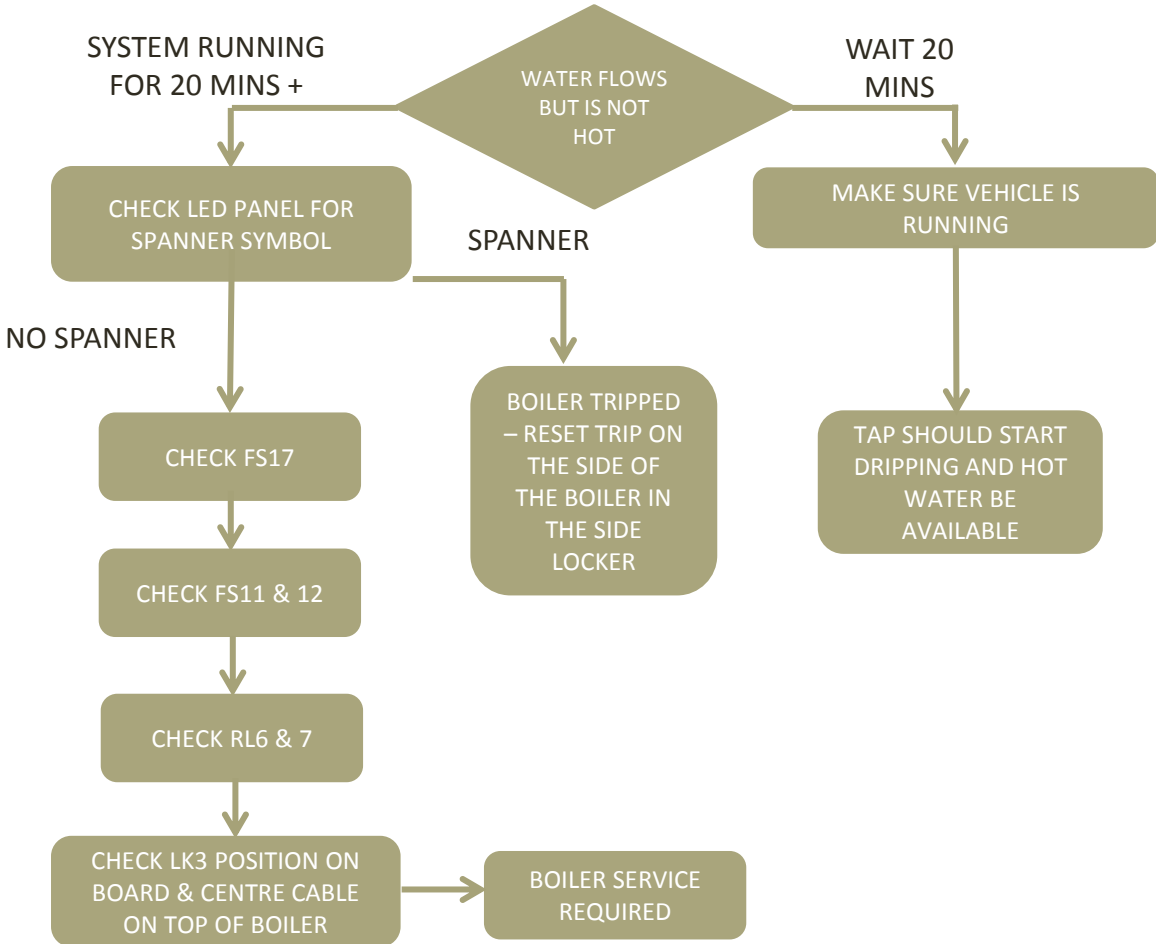 SYSTEM RUNNING
FOR 20 MINS +
WATER FLOWS
BUT IS NOT
HOT
WAIT 20
MINS
CHECK LED PANEL FOR
SPANNER SYMBOL
MAKE SURE VEHICLE IS
RUNNING
SPANNER
NO SPANNER
BOILER TRIPPED
– RESET TRIP ON
THE SIDE OF
THE BOILER IN
THE SIDE
LOCKER
TAP SHOULD START
DRIPPING AND HOT
WATER BE
AVAILABLE
CHECK FS17
CHECK FS11 & 12
CHECK RL6 & 7
CHECK LK3 POSITION ON
BOARD & CENTRE CABLE
ON TOP OF BOILER
BOILER SERVICE
REQUIRED